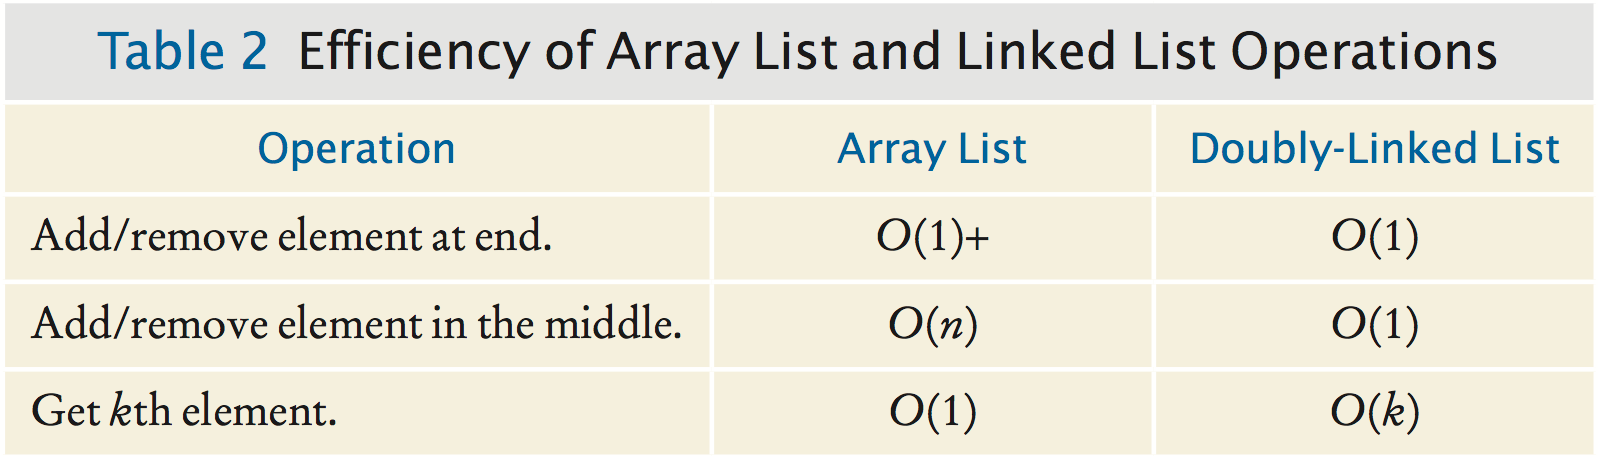 Table 2 Efficiency of Array List and Linked List Operations
Operation Array List Doubly-Linked List
Add/remove element at end. O(1)+ O(1)
Add/remove element in the middle. O(n) O(1)
Get kth element. O(1) O(k)